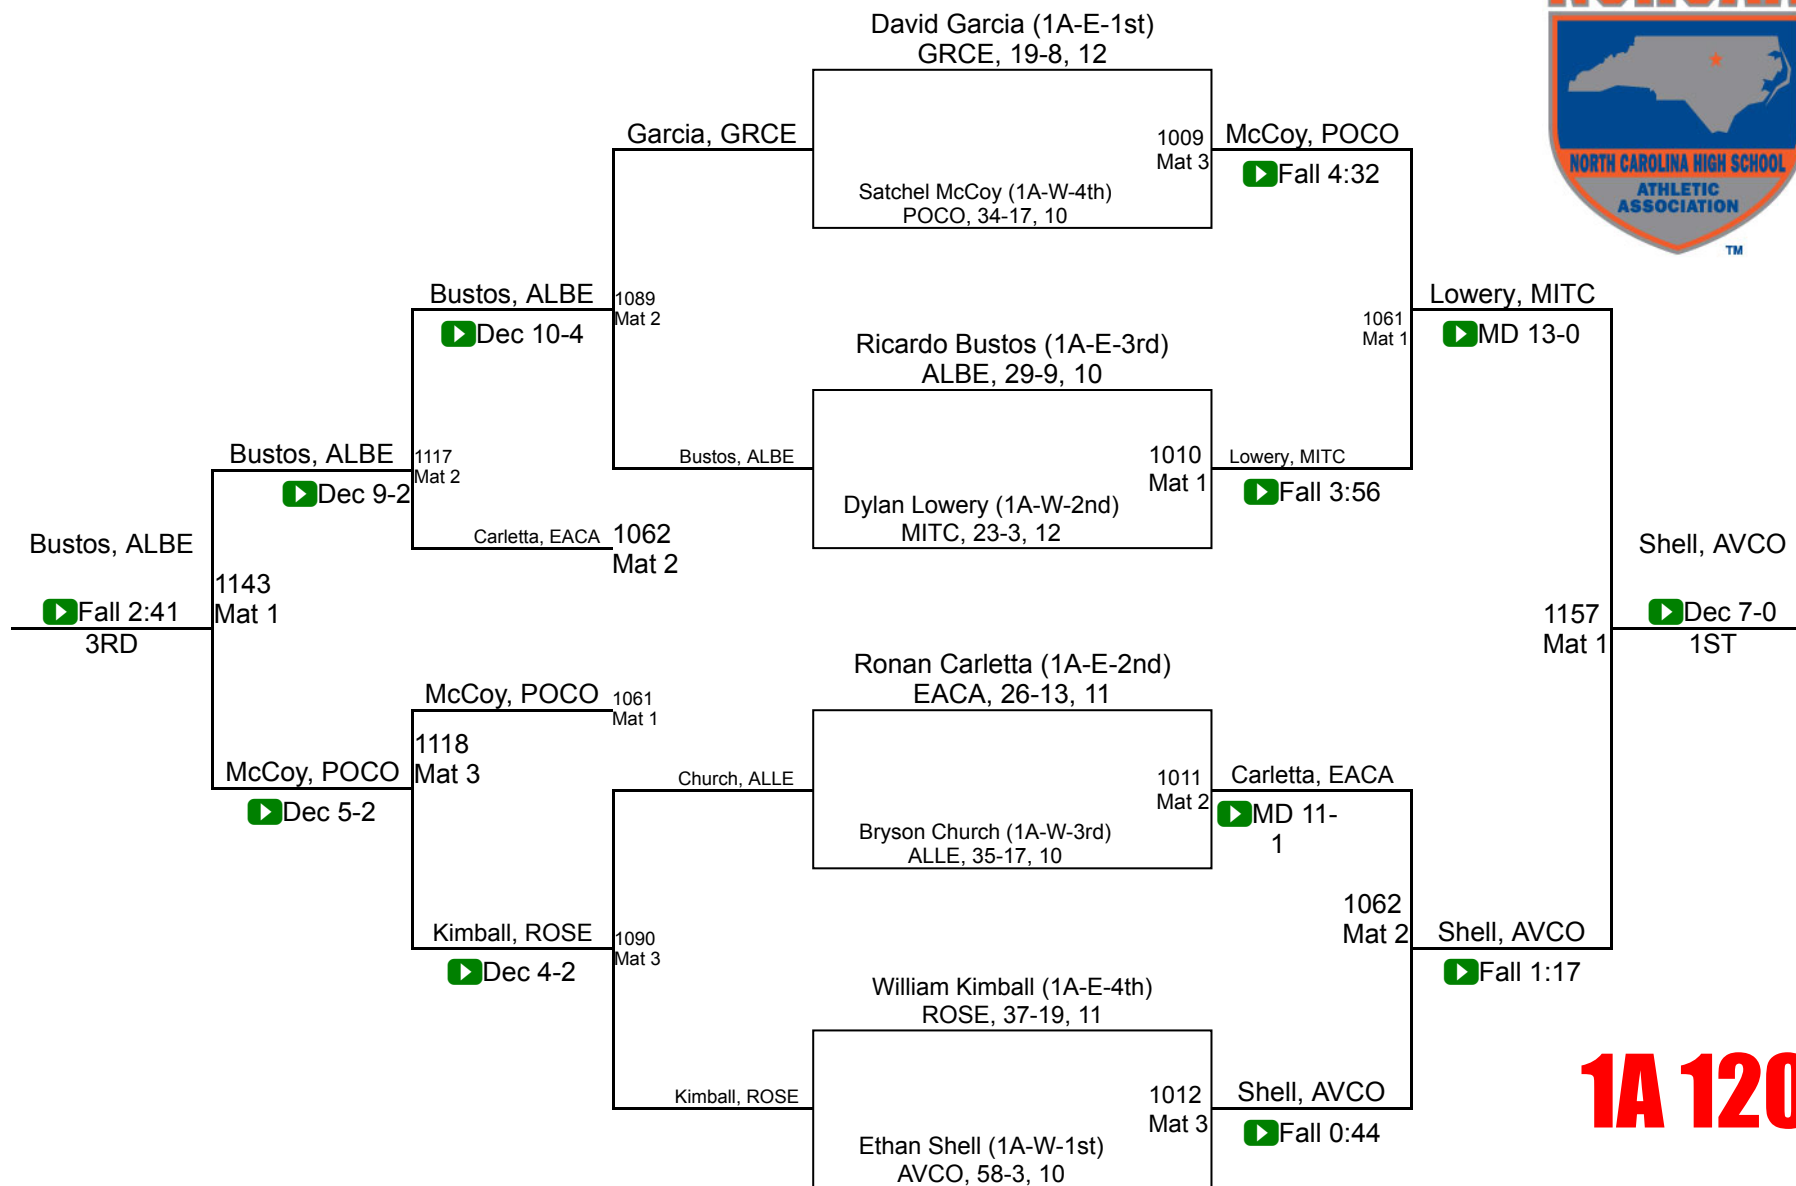 David Garcia (1A-E-1st)
GRCE, 19-8, 12
Garcia, GRCE
1009
Mat 3
McCoy, POCO
Fall 4:32
Satchel McCoy (1A-W-4th)
POCO, 34-17, 10
NORTH CAROLINA HIGH SCHOOL
ATHLETIC
ASSOCIATION
TM
Bustos, ALBE
Dec 10-4
1089
Mat 2
1061
Mat 1
Lowery, MITC
MD 13-0
Ricardo Bustos (1A-E-3rd)
ALBE, 29-9, 10
Bustos, ALBE
Dec 9-2
1117
Mat 2
Bustos, ALBE
1010
Mat 1
Lowery, MITC
Fall 3:56
Dylan Lowery (1A-W-2nd)
MITC, 23-3, 12
Carletta, EACA
1062
Mat 2
Bustos, ALBE
Fall 2:41
3RD
1143
Mat 1
Shell, AVCO
Dec 7-0
1ST
1157
Mat 1
Ronan Carletta (1A-E-2nd)
EACA, 26-13, 11
McCoy, POCO
1061
Mat 1
1118
Mat 3
McCoy, POCO
Dec 5-2
Church, ALLE
1011
Mat 2
Carletta, EACA
MD 11-
1
Bryson Church (1A-W-3rd)
ALLE, 35-17, 10
Kimball, ROSE
Dec 4-2
1090
Mat 3
1062
Mat 2
Shell, AVCO
Fall 1:17
William Kimball (1A-E-4th)
ROSE, 37-19, 11
Kimball, ROSE
1012
Mat 3
Shell, AVCO
Fall 0:44
Ethan Shell (1A-W-1st)
AVCO, 58-3, 10
1A 120